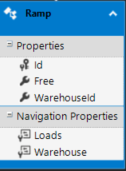 Ramp
Properties
Id
Free
WarehouseId
Navigation Properties
Loads
Warehouse